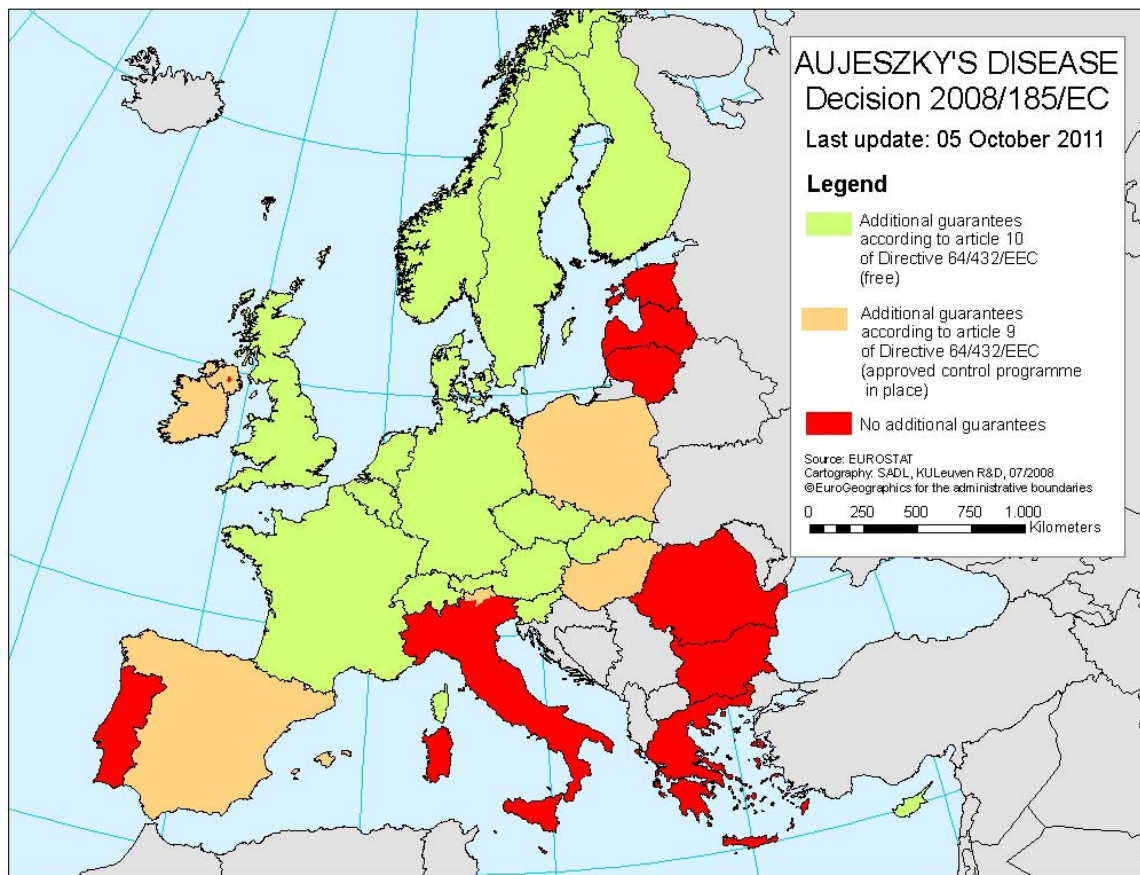 AUJESZKY'S DISEASE
Decision 2008/185/EC
Last update: 05 October 2011
Legend
Additional guarantees
according to article 10
of Directive 64/432/EEC
(free)
Additional guarantees
according to article 9
of Directive 64/432/EEC
(approved control programme
in place)
No additional guarantees
Source: EUROSTAT
Cartography: SADL, KULeuven R&D, 07/2008
©EuroGeographics for the administrative boundaries
0 250 500 750 1.000
Kilometers